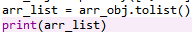 arr_list = arr_obj.tolist()
print(arr_list)